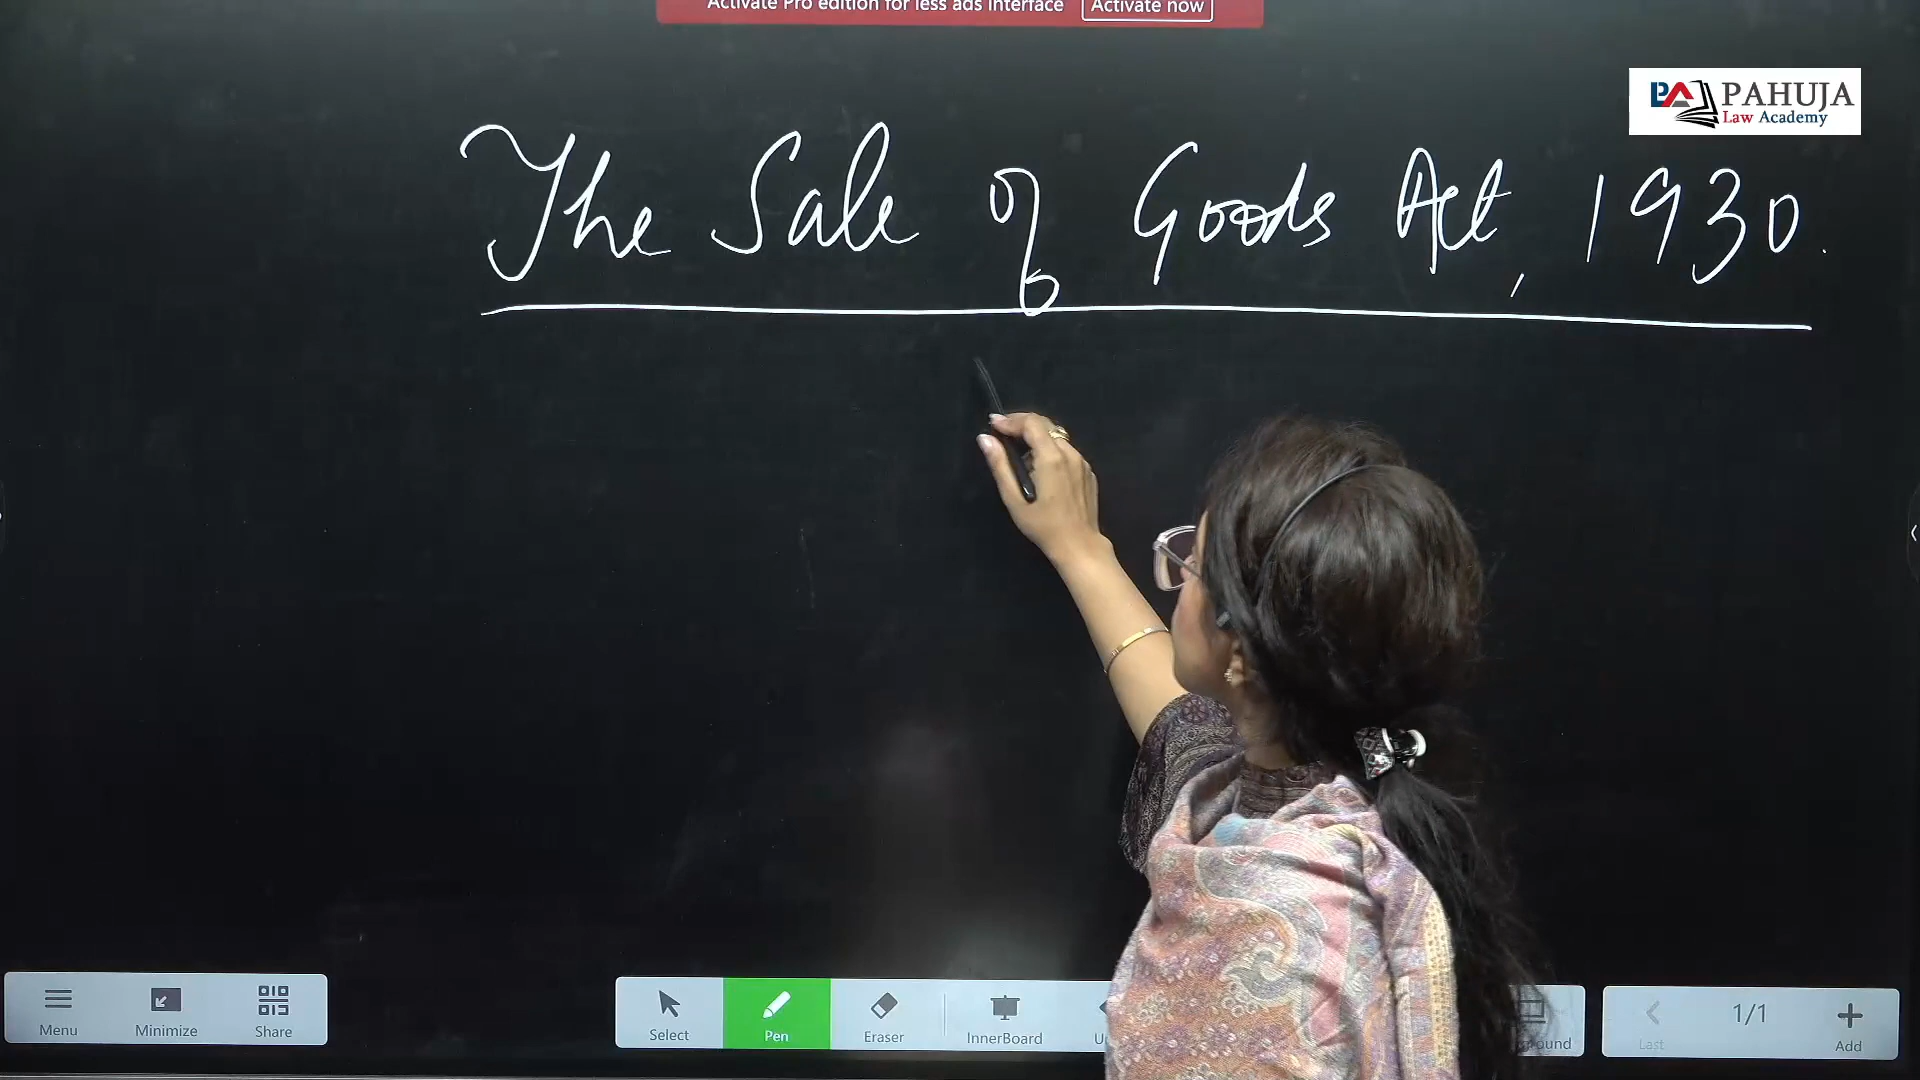 Activate Pro edition for less ads interface Activate now
PAHUJA
Law Academy
The Sale of Goods Act, 1930.
Menu Minimize Share Select Pen Eraser InnerBoard Last 1/1 Add